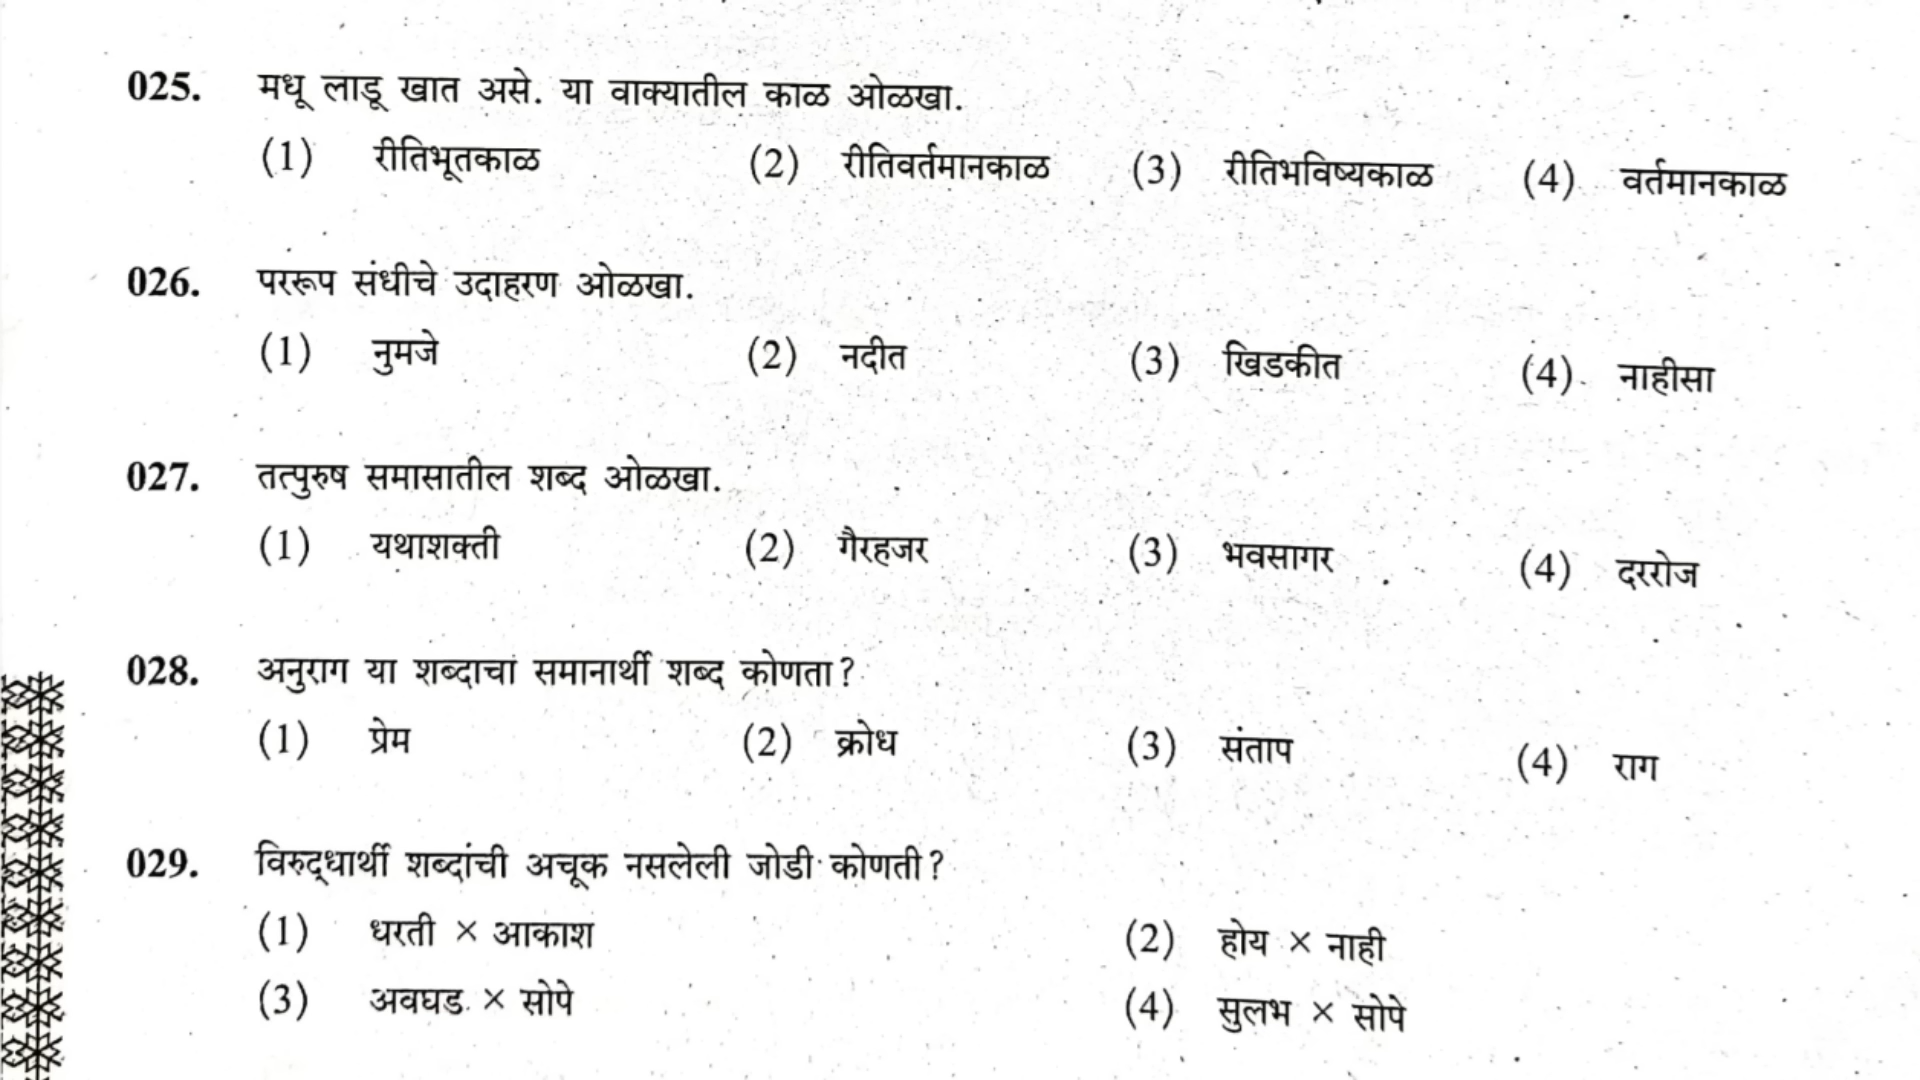 025. मधू लाडू खात असे. या वाक्यातील काळ ओळखा.
(1) रीतिभूतकाळ (2) रीतिवर्तमानकाळ (3) रीतिभविष्यकाळ (4) वर्तमानकाळ
026. पररूप संधीचे उदाहरण ओळखा.
(1) नुमजे (2) नदीत (3) खिडकीत (4) नाहीसा
027. तत्पुरुष समासातील शब्द ओळखा.
(1) यथाशक्ती (2) गैरहजर (3) भवसागर (4) दररोज
028. अनुराग या शब्दाचा समानार्थी शब्द कोणता?
(1) प्रेम (2) क्रोध (3) संताप (4) राग
029. विरुद्धार्थी शब्दांची अचूक नसलेली जोडी कोणती?
(1) धरती × आकाश (2) होय × नाही
(3) अवघड × सोपे (4) सुलभ × सोपे